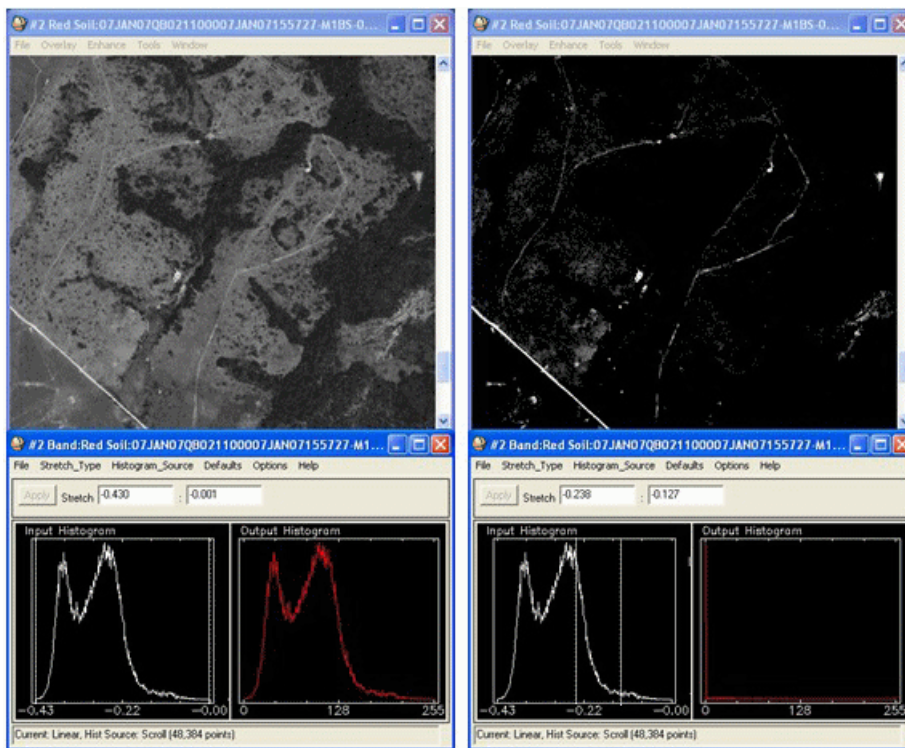 #2 Red Soil:07JAN07QB021100007JAN07155727-M1BS-0...
File Overlay Enhance Tools Window
#2 Band:Red Soil:07JAN07QB021100007JAN07155727-M1...
File Stretch_Type Histogram_Source Defaults Options Help
Apply Stretch -0.430 : -0.001
Input Histogram
Output Histogram
-0.43 -0.22 -0.00
0 128 255
Current: Linear, Hist Source: Scroll (48,384 points)
#2 Red Soil:07JAN07QB021100007JAN07155727-M1BS-0...
File Overlay Enhance Tools Window
#2 Band:Red Soil:07JAN07QB021100007JAN07155727-M1...
File Stretch_Type Histogram_Source Defaults Options Help
Apply Stretch -0.238 : -0.127
Input Histogram
Output Histogram
-0.43 -0.22 -0.00
0 128 255
Current: Linear, Hist Source: Scroll (48,384 points)